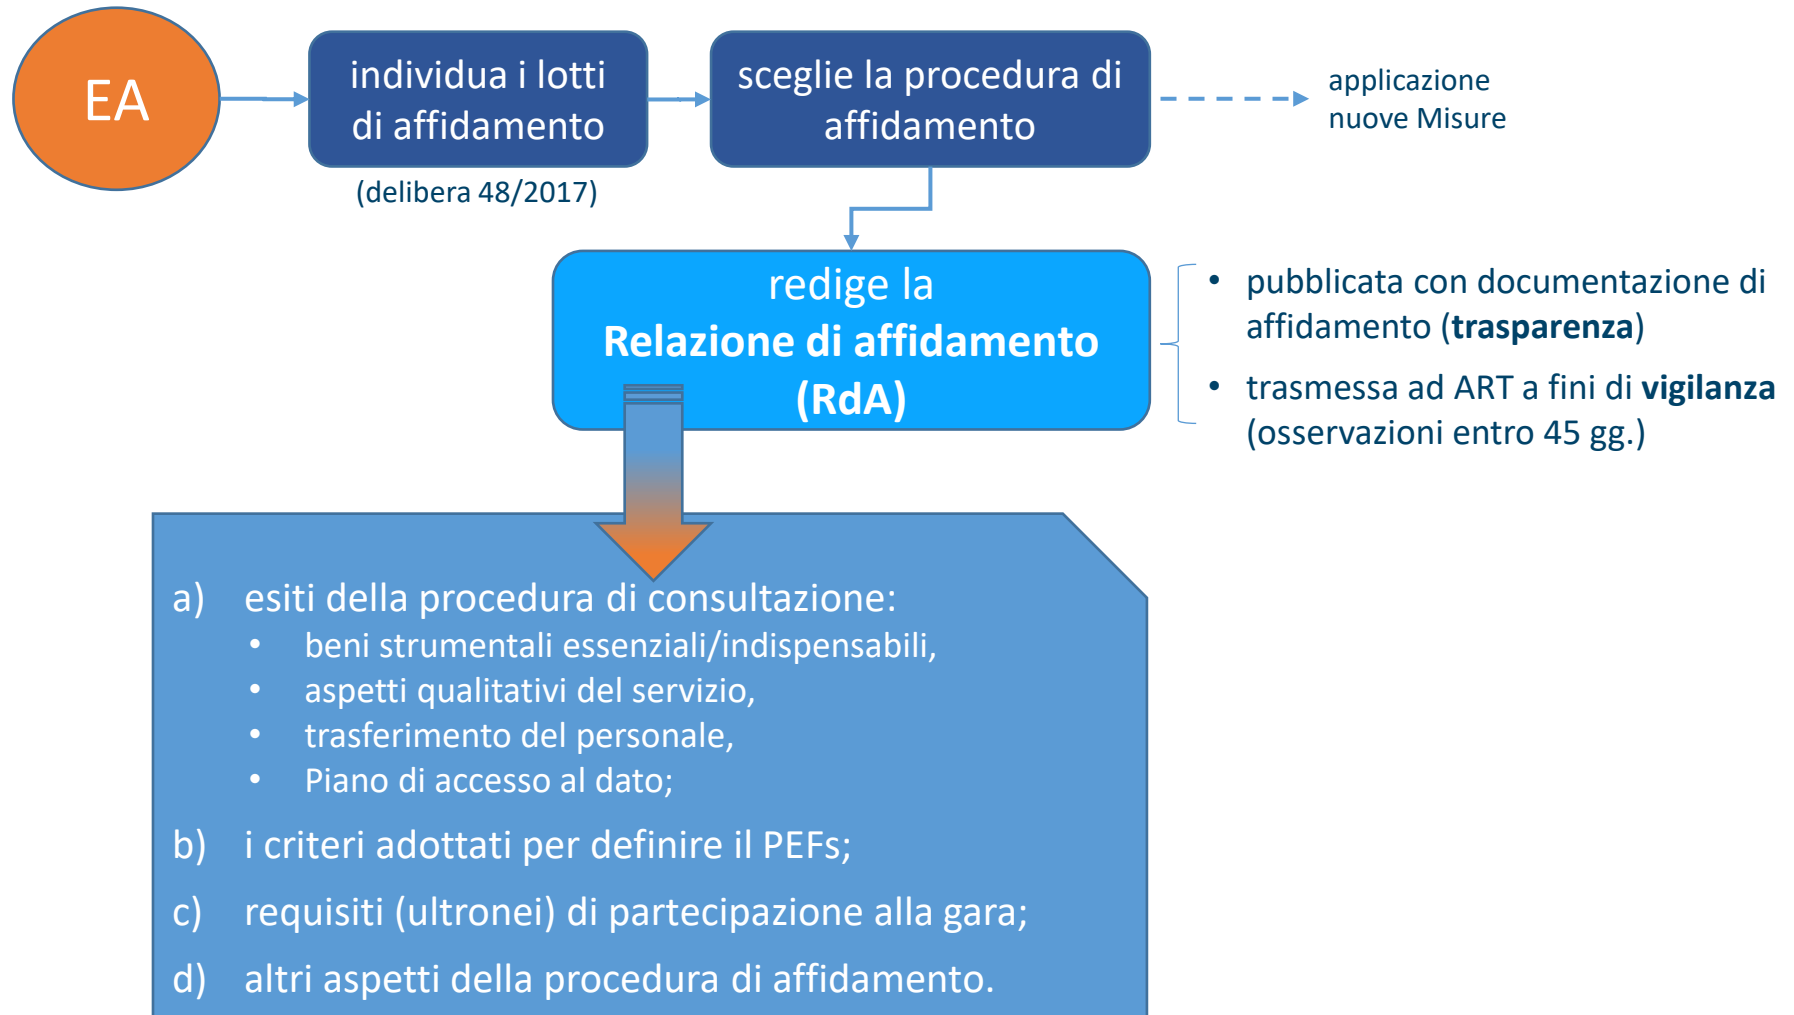 EA
individua i lotti
di affidamento
(delibera 48/2017)
sceglie la procedura di
affidamento
applicazione
nuove Misure
redige la
Relazione di affidamento
(RdA)
• pubblicata con documentazione di
affidamento (trasparenza)
• trasmessa ad ART a fini di vigilanza
(osservazioni entro 45 gg.)
a) esiti della procedura di consultazione:
• beni strumentali essenziali/indispensabili,
• aspetti qualitativi del servizio,
• trasferimento del personale,
• Piano di accesso al dato;
b) i criteri adottati per definire il PEFs;
c) requisiti (ultronei) di partecipazione alla gara;
d) altri aspetti della procedura di affidamento.